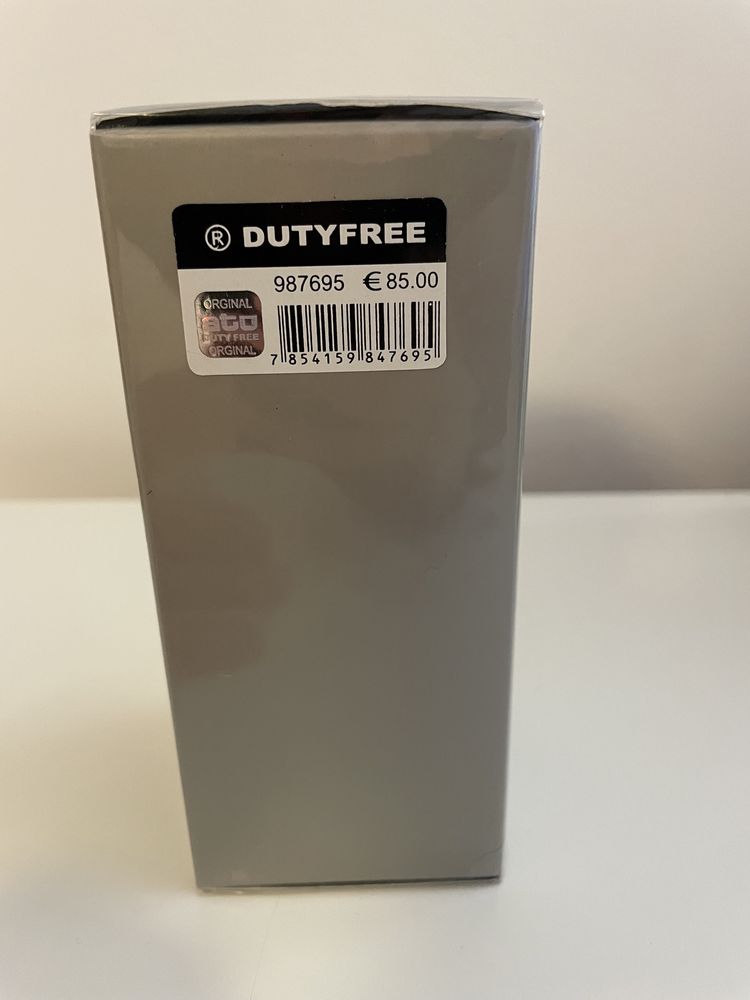 ® DUTYFREE
987695 €85.00
ORGINAL
ato
DUTY FREE
ORGINAL
7 854159 847695